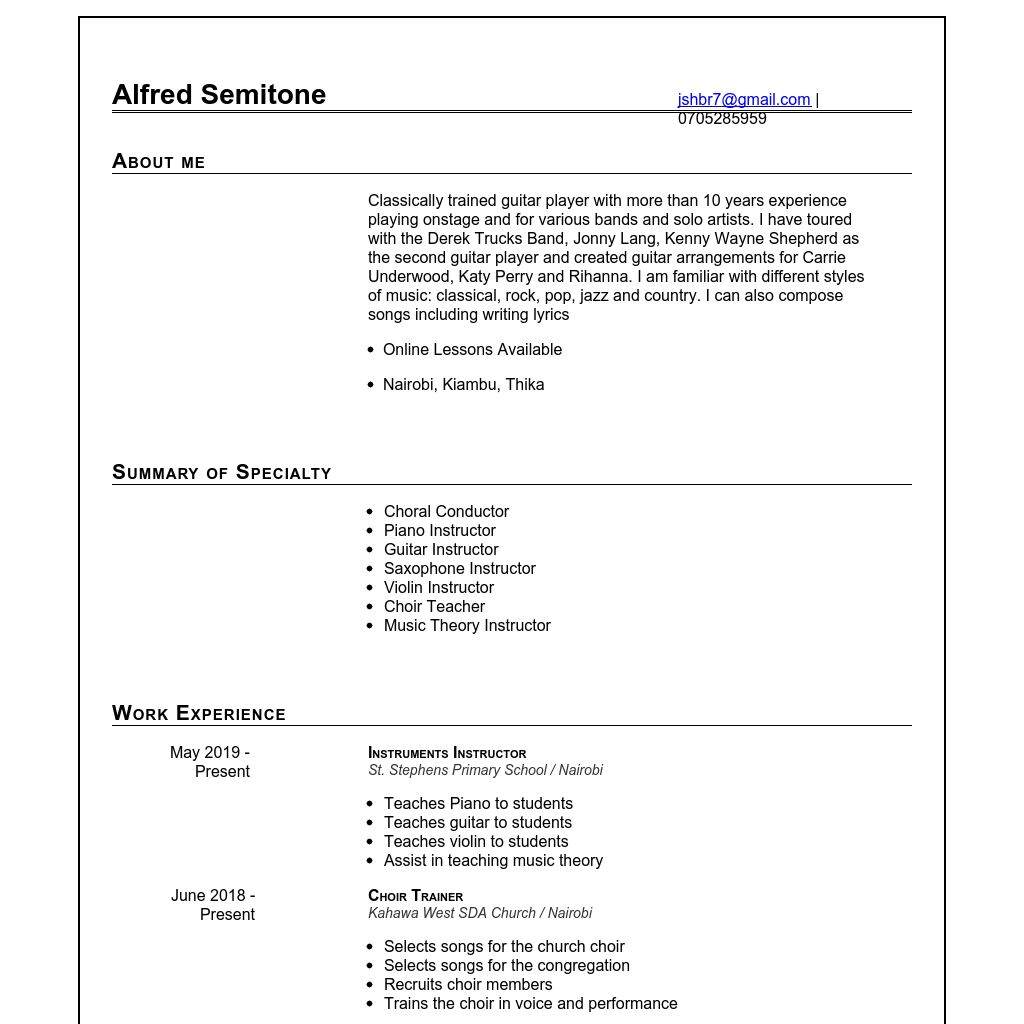 Alfred Semitone
jshbr7@gmail.com |
0705285959
About me
Classically trained guitar player with more than 10 years experience
playing onstage and for various bands and solo artists. I have toured
with the Derek Trucks Band, Jonny Lang, Kenny Wayne Shepherd as
the second guitar player and created guitar arrangements for Carrie
Underwood, Katy Perry and Rihanna. I am familiar with different styles
of music: classical, rock, pop, jazz and country. I can also compose
songs including writing lyrics
• Online Lessons Available
• Nairobi, Kiambu, Thika
Summary of Specialty
• Choral Conductor
• Piano Instructor
• Guitar Instructor
• Saxophone Instructor
• Violin Instructor
• Choir Teacher
• Music Theory Instructor
Work Experience
May 2019 -
Present
Instruments Instructor
St. Stephens Primary School / Nairobi
• Teaches Piano to students
• Teaches guitar to students
• Teaches violin to students
• Assist in teaching music theory
June 2018 -
Present
Choir Trainer
Kahawa West SDA Church / Nairobi
• Selects songs for the church choir
• Selects songs for the congregation
• Recruits choir members
• Trains the choir in voice and performance